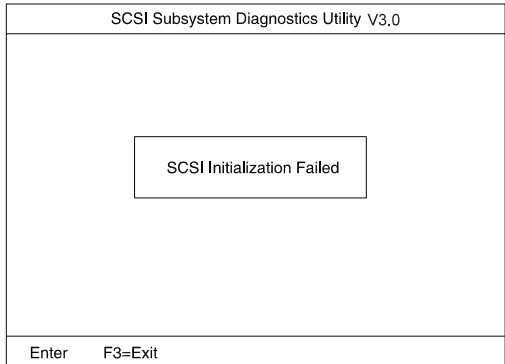 SCSI Subsystem Diagnostics Utility V3.0
SCSI Initialization Failed
Enter F3=Exit